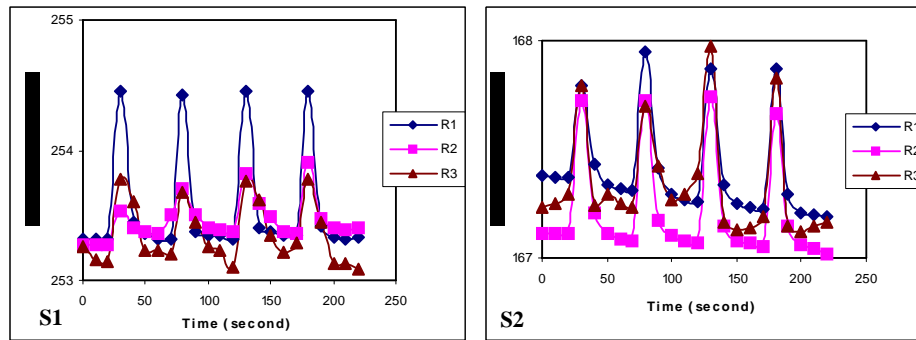 255
254
253
0 50 100 150 200 250
Time (second)
S1
R1
R2
R3
168
167
0 50 100 150 200 250
Time (second)
S2
R1
R2
R3